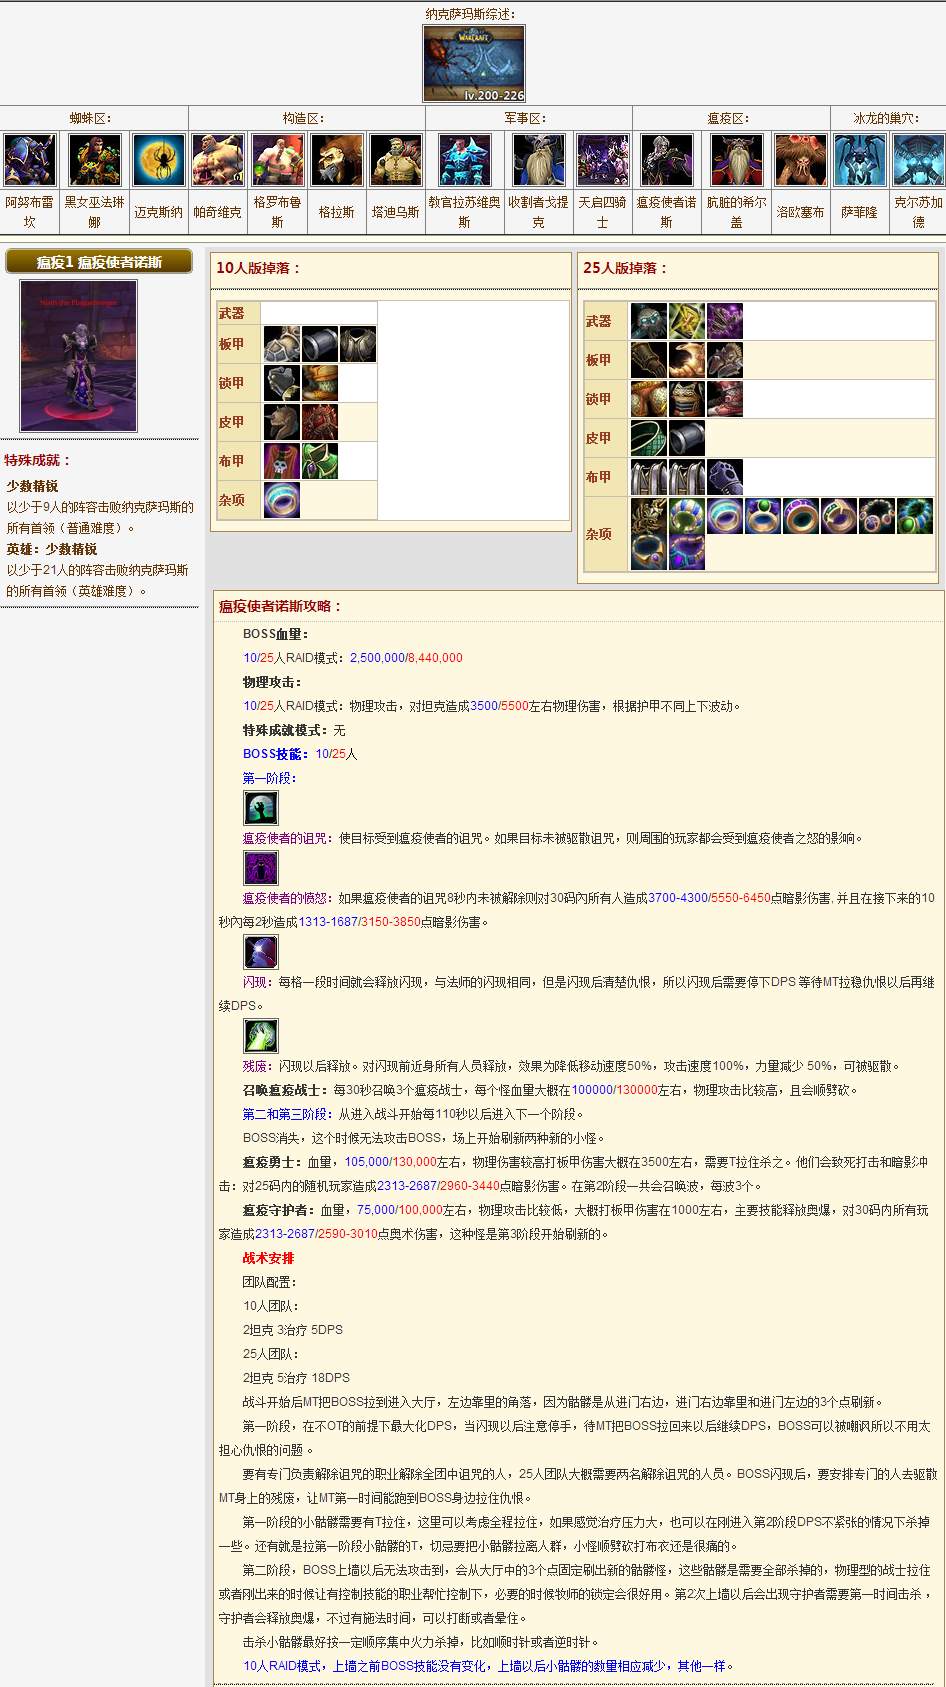 纳克萨玛斯综述：
WARCRAFT
lv.200-226
蜘蛛区：
构造区：
军事区：
瘟疫区：
冰龙的巢穴：
阿努布雷坎
黑女巫法琳娜
迈克斯纳
帕奇维克
格罗布鲁斯
格拉斯
塔迪乌斯
教官拉苏维奥斯
收割者戈提克
天启四骑士
瘟疫使者诺斯
肮脏的希尔盖
洛欧塞布
萨菲隆
克尔苏加德
瘟疫1 瘟疫使者诺斯
Noth the Plaguebringer
特殊成就：
少数精锐
以少于9人的阵容击败纳克萨玛斯的
所有首领（普通难度）。
英雄：少数精锐
以少于21人的阵容击败纳克萨玛斯
的所有首领（英雄难度）。
10人版掉落：
武器
板甲
锁甲
皮甲
布甲
杂项
25人版掉落：
武器
板甲
锁甲
皮甲
布甲
杂项
瘟疫使者诺斯攻略：
BOSS血量：
10/25人RAID模式：2,500,000/8,440,000
物理攻击：
10/25人RAID模式：物理攻击，对坦克造成3500/5500左右物理伤害，根据护甲不同上下波动。
特殊成就模式：无
BOSS技能：10/25人
第一阶段：
瘟疫使者的诅咒：使目标受到瘟疫使者的诅咒。如果目标未被驱散诅咒，则周围的玩家都会受到瘟疫使者之怒的影响。
瘟疫使者的愤怒：如果瘟疫使者的诅咒8秒内未被解除则对30码内所有人造成3700-4300/5550-6450点暗影伤害,并且在接下来的10
秒内每2秒造成1313-1687/3150-3850点暗影伤害。
闪现：每格一段时间就会释放闪现，与法师的闪现相同，但是闪现后清楚仇恨，所以闪现后需要停下DPS 等待MT拉稳仇恨以后再继
续DPS。
残废：闪现以后释放。对闪现前近身所有人员释放，效果为降低移动速度50%，攻击速度100%，力量减少 50%，可被驱散。
召唤瘟疫战士：每30秒召唤3个瘟疫战士，每个怪血量大概在100000/130000左右，物理攻击比较高，且会顺劈砍。
第二和第三阶段：从进入战斗开始每110秒以后进入下一个阶段。
BOSS消失，这个时候无法攻击BOSS，场上开始刷新两种新的小怪。
瘟疫勇士：血量，105,000/130,000左右，物理伤害较高打板甲伤害大概在3500左右，需要T拉住杀之。他们会致死打击和暗影冲
击：对25码内的随机玩家造成2313-2687/2960-3440点暗影伤害。在第2阶段一共会召唤波，每波3个。
瘟疫守护者：血量，75,000/100,000左右，物理攻击比较低，大概打板甲伤害在1000左右，主要技能释放奥爆，对30码内所有玩
家造成2313-2687/2590-3010点奥术伤害，这种怪是第3阶段开始刷新的。
战术安排
团队配置：
10人团队：
2坦克 3治疗 5DPS
25人团队：
2坦克 5治疗 18DPS
战斗开始后MT把BOSS拉到进入大厅，左边靠里的角落，因为骷髅是从进门右边，进门右边靠里和进门左边的3个点刷新。
第一阶段，在不OT的前提下最大化DPS，当闪现以后注意停手，待MT把BOSS拉回来以后继续DPS，BOSS可以被嘲讽所以不用太
担心仇恨的问题 。
要有专门负责解除诅咒的职业解除全团中诅咒的人，25人团队大概需要两名解除诅咒的人员。BOSS闪现后，要安排专门的人去驱散
MT身上的残废，让MT第一时间能跑到BOSS身边拉住仇恨。
第一阶段的小骷髅需要有T拉住，这里可以考虑全程拉住，如果感觉治疗压力大，也可以在刚进入第2阶段DPS不紧张的情况下杀掉
一些。还有就是拉第一阶段小骷髅的T，切忌要把小骷髅拉离人群，小怪顺劈砍打布衣还是很痛的。
第二阶段，BOSS上墙以后无法攻击到，会从大厅中的3个点固定刷出新的骷髅怪，这些骷髅是需要全部杀掉的，物理型的战士拉住
或者刚出来的时候让有控制技能的职业帮忙控制下，必要的时候牧师的锁定会很好用。第2次上墙以后会出现守护者需要第一时间击杀，
守护者会释放奥爆，不过有施法时间，可以打断或者晕住。
击杀小骷髅最好按一定顺序集中火力杀掉，比如顺时针或者逆时针。
10人RAID模式，上墙之前BOSS技能没有变化，上墙以后小骷髅的数量相应减少，其他一样。